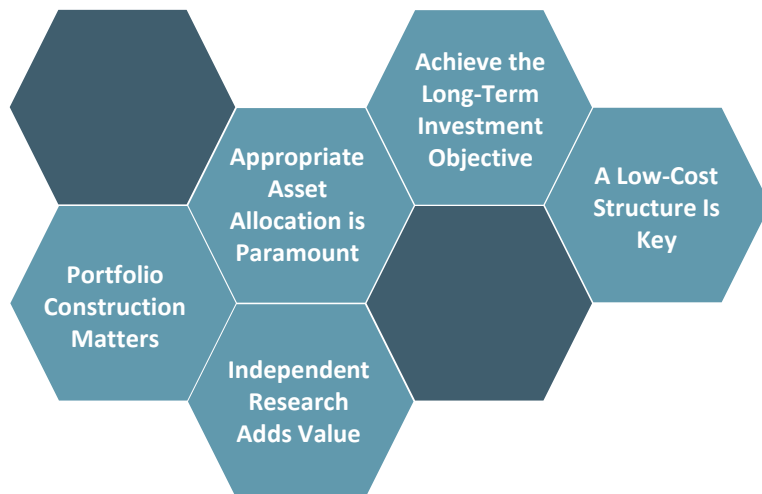 Achieve the
Long-Term
Investment
Objective
Appropriate
Asset
Allocation is
Paramount
A Low-Cost
Structure Is
Key
Portfolio
Construction
Matters
Independent
Research
Adds Value